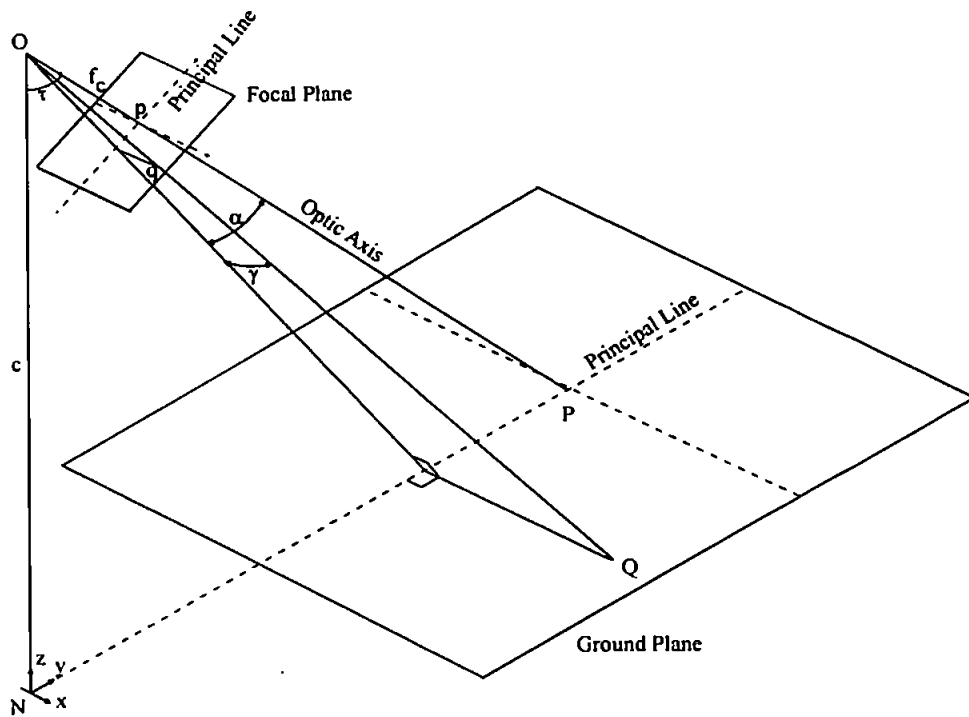 O
τ
f_c
p
Principal Line
Focal Plane
q
α
γ
Optic Axis
c
Principal Line
P
Q
Ground Plane
z
y
x
N